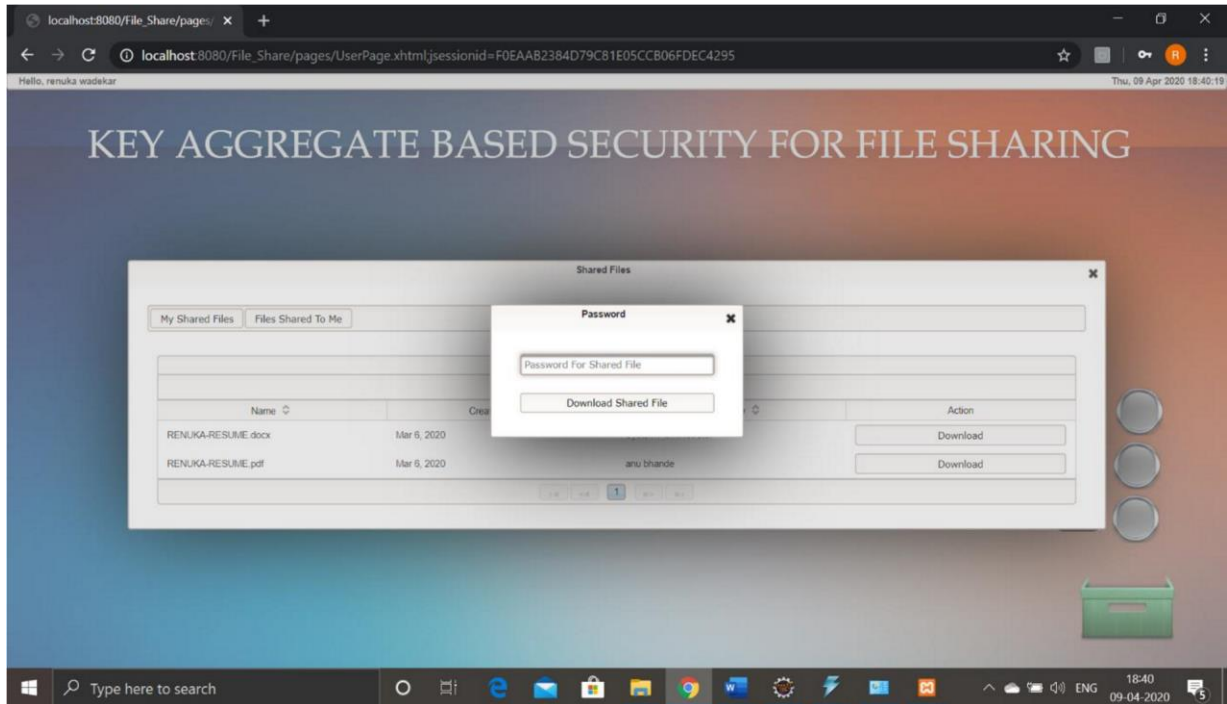 localhost:8080/File_Share/pages/
localhost:8080/File_Share/pages/UserPage.xhtml;jsessionid=F0EAAB2384D79C81E05CCB06FDEC4295
R
Hello, renuka wadekar
Thu, 09 Apr 2020 18:40:19
KEY AGGREGATE BASED SECURITY FOR FILE SHARING
Shared Files
My Shared Files
Files Shared To Me
Password
Password For Shared File
Download Shared File
Name
Crea
Action
RENUKA-RESUME.docx
Mar 6, 2020
Download
RENUKA-RESUME.pdf
Mar 6, 2020
anu bhande
Download
1
Type here to search
ENG
18:40
09-04-2020
5